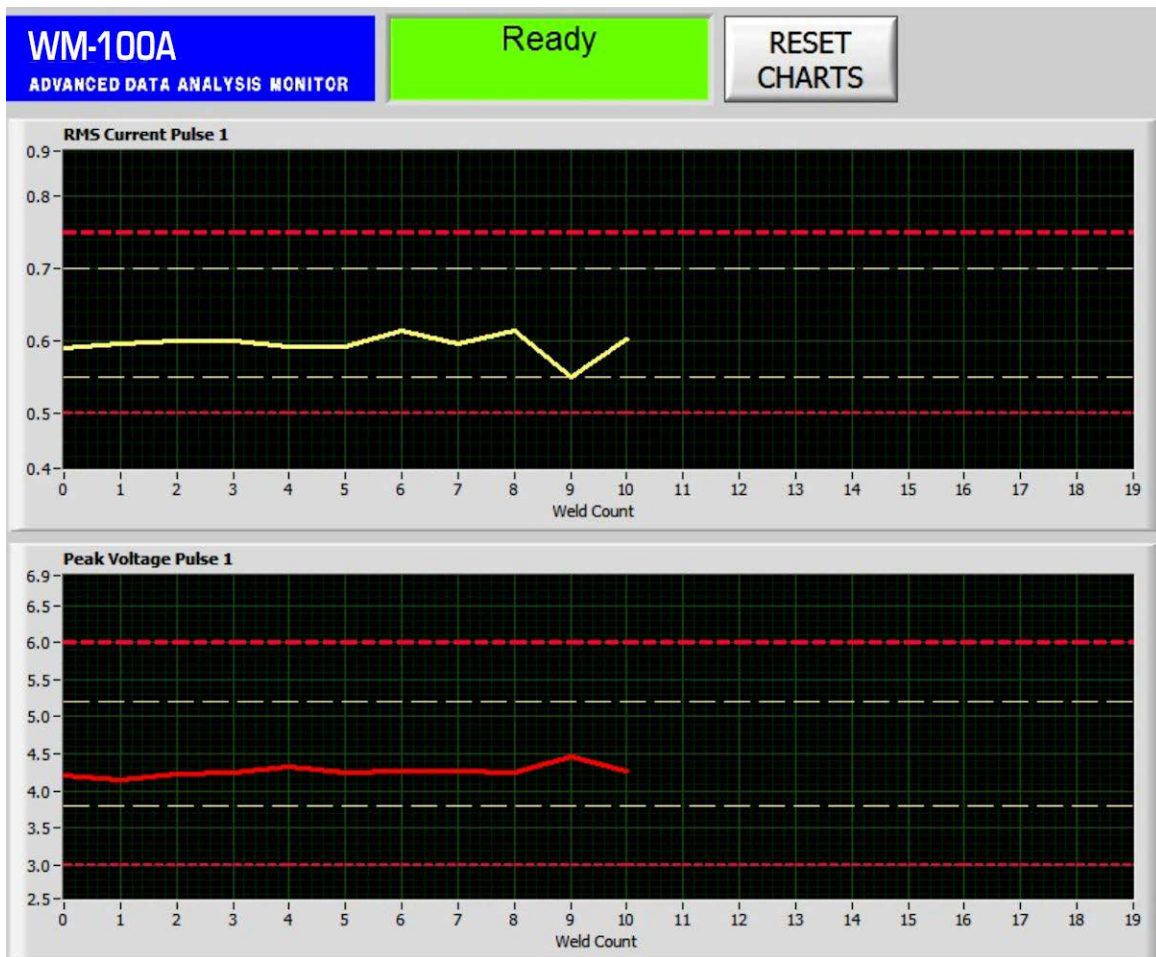 WM-100A
ADVANCED DATA ANALYSIS MONITOR
Ready
RESET
CHARTS
RMS Current Pulse 1
0.9
0.8
0.7
0.6
0.5
0.4
0 1 2 3 4 5 6 7 8 9 10 11 12 13 14 15 16 17 18 19
Weld Count
Peak Voltage Pulse 1
6.9
6.5
6.0
5.5
5.0
4.5
4.0
3.5
3.0
2.5
0 1 2 3 4 5 6 7 8 9 10 11 12 13 14 15 16 17 18 19
Weld Count